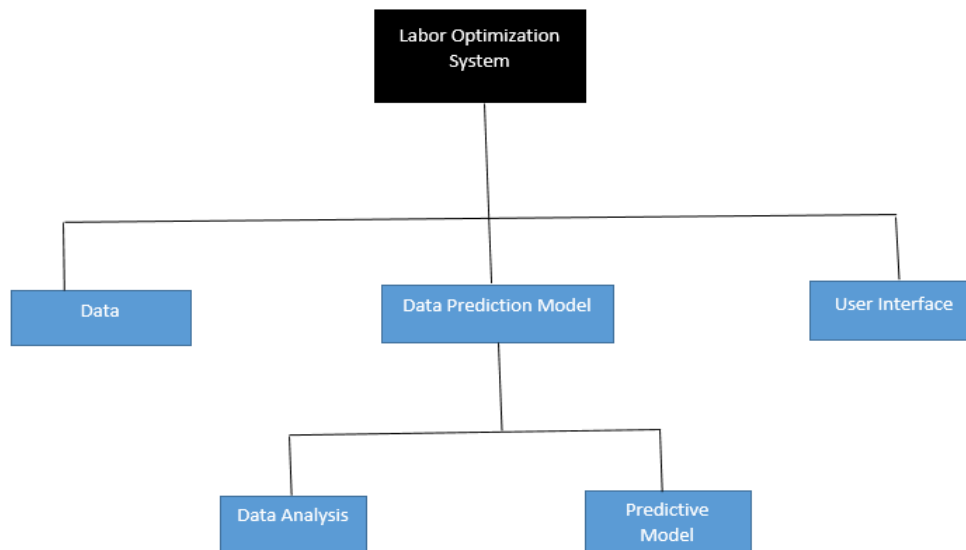 Labor Optimization
System
Data
Data Prediction Model
User Interface
Data Analysis
Predictive
Model